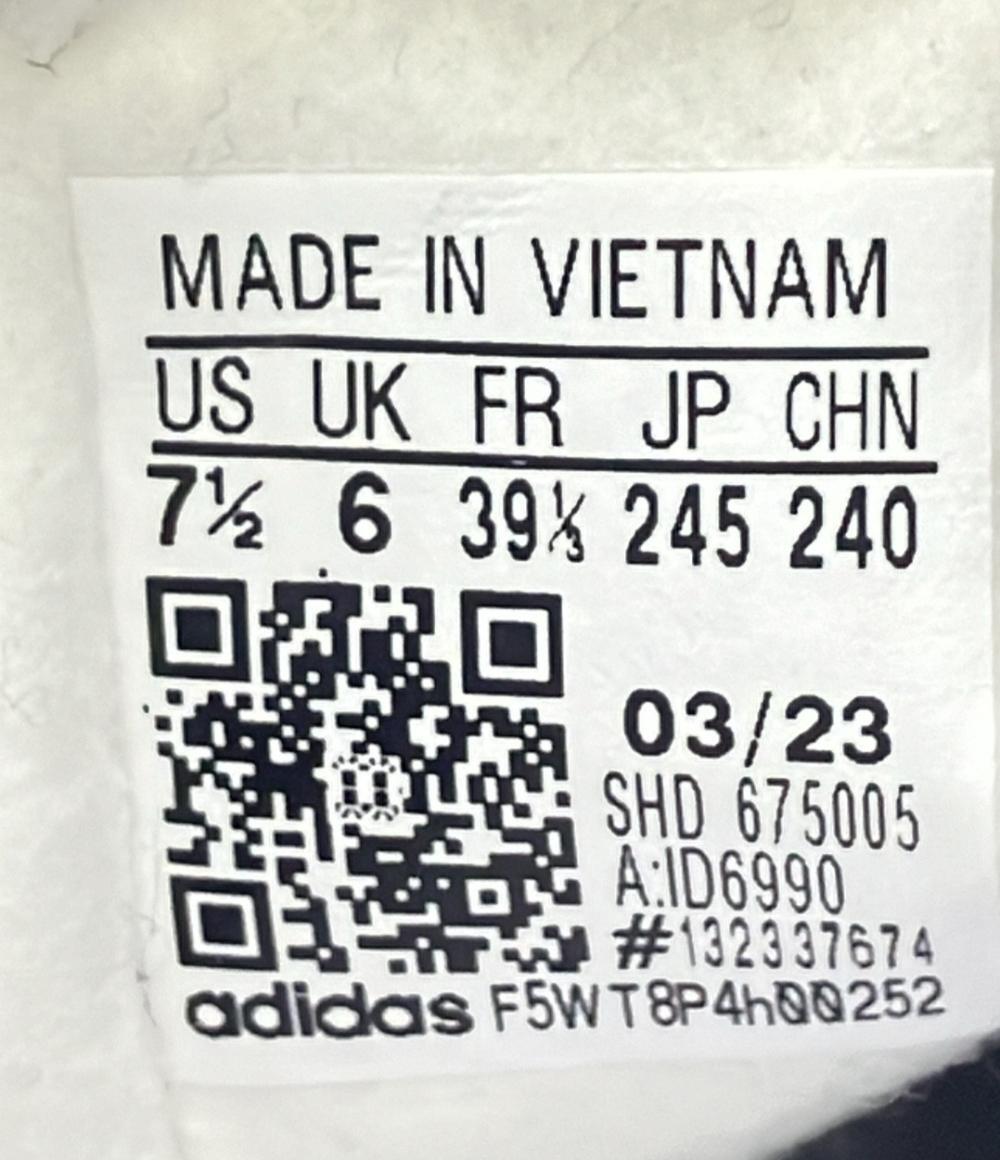 MADE IN VIETNAM
US UK FR JP CHN
7½ 6 39⅓ 245 240
03/23
SHD 675005
A:ID6990
#132337674
adidas F5WT8P4h00252